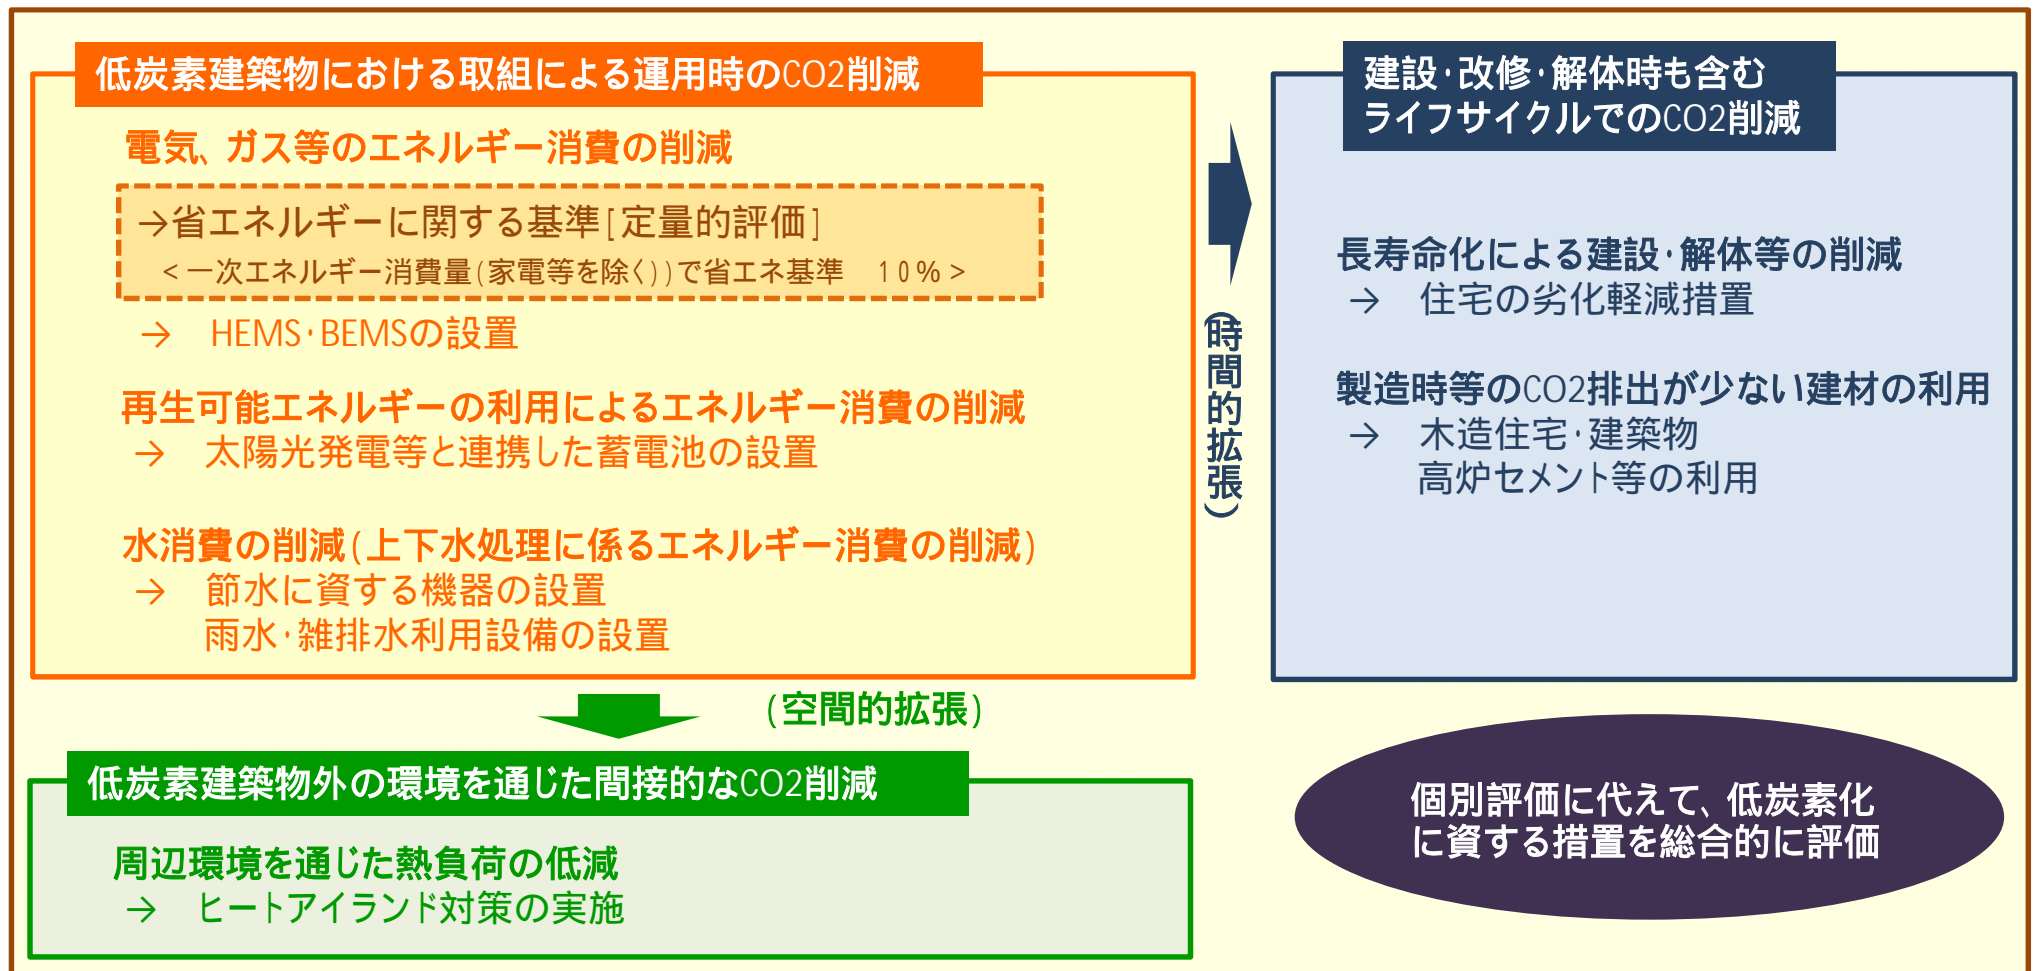 低炭素建築物における取組による運用時のCO2削減
電気、ガス等のエネルギー消費の削減
→省エネルギーに関する基準[定量的評価]
<一次エネルギー消費量(家電等を除く))で省エネ基準　10%>
→　HEMS・BEMSの設置
再生可能エネルギーの利用によるエネルギー消費の削減
→　太陽光発電等と連携した蓄電池の設置
水消費の削減(上下水処理に係るエネルギー消費の削減)
→　節水に資する機器の設置
雨水・雑排水利用設備の設置
(時間的拡張)
建設・改修・解体時も含む
ライフサイクルでのCO2削減
長寿命化による建設・解体等の削減
→　住宅の劣化軽減措置
製造時等のCO2排出が少ない建材の利用
→　木造住宅・建築物
高炉セメント等の利用
(空間的拡張)
低炭素建築物外の環境を通じた間接的なCO2削減
周辺環境を通じた熱負荷の低減
→　ヒートアイランド対策の実施
個別評価に代えて、低炭素化
に資する措置を総合的に評価